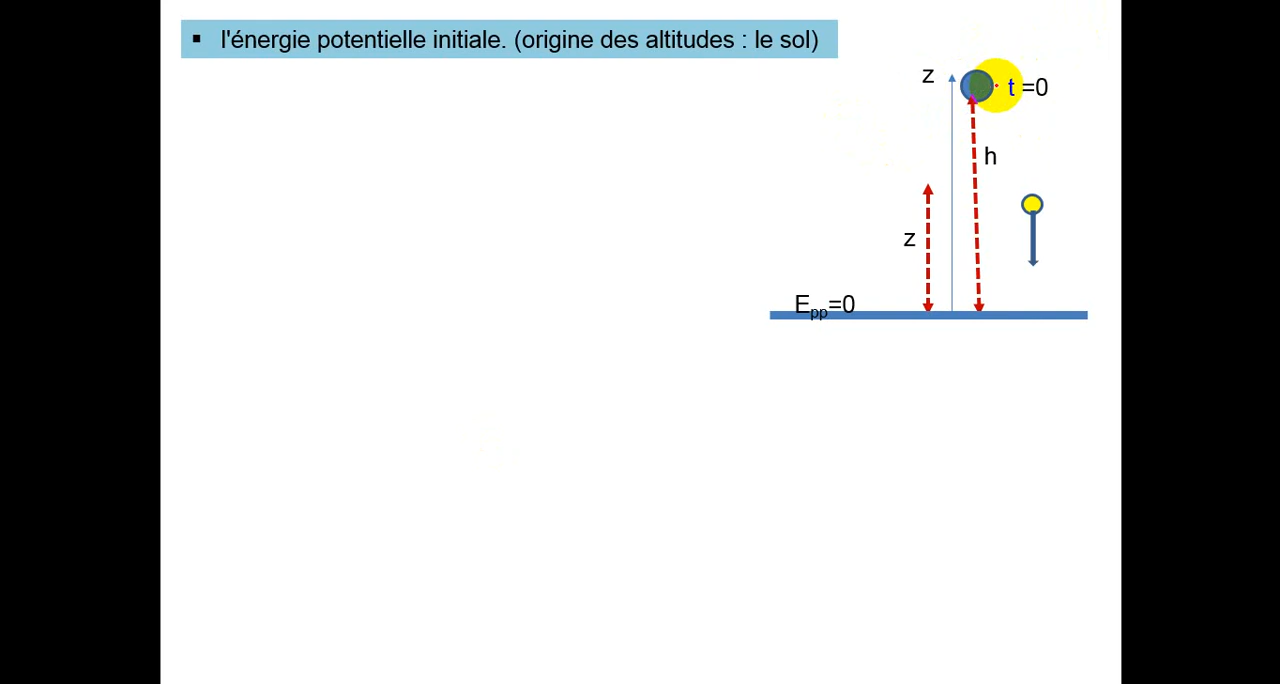 ▪ l'énergie potentielle initiale. (origine des altitudes : le sol)
z
t =0
h
z
Epp=0